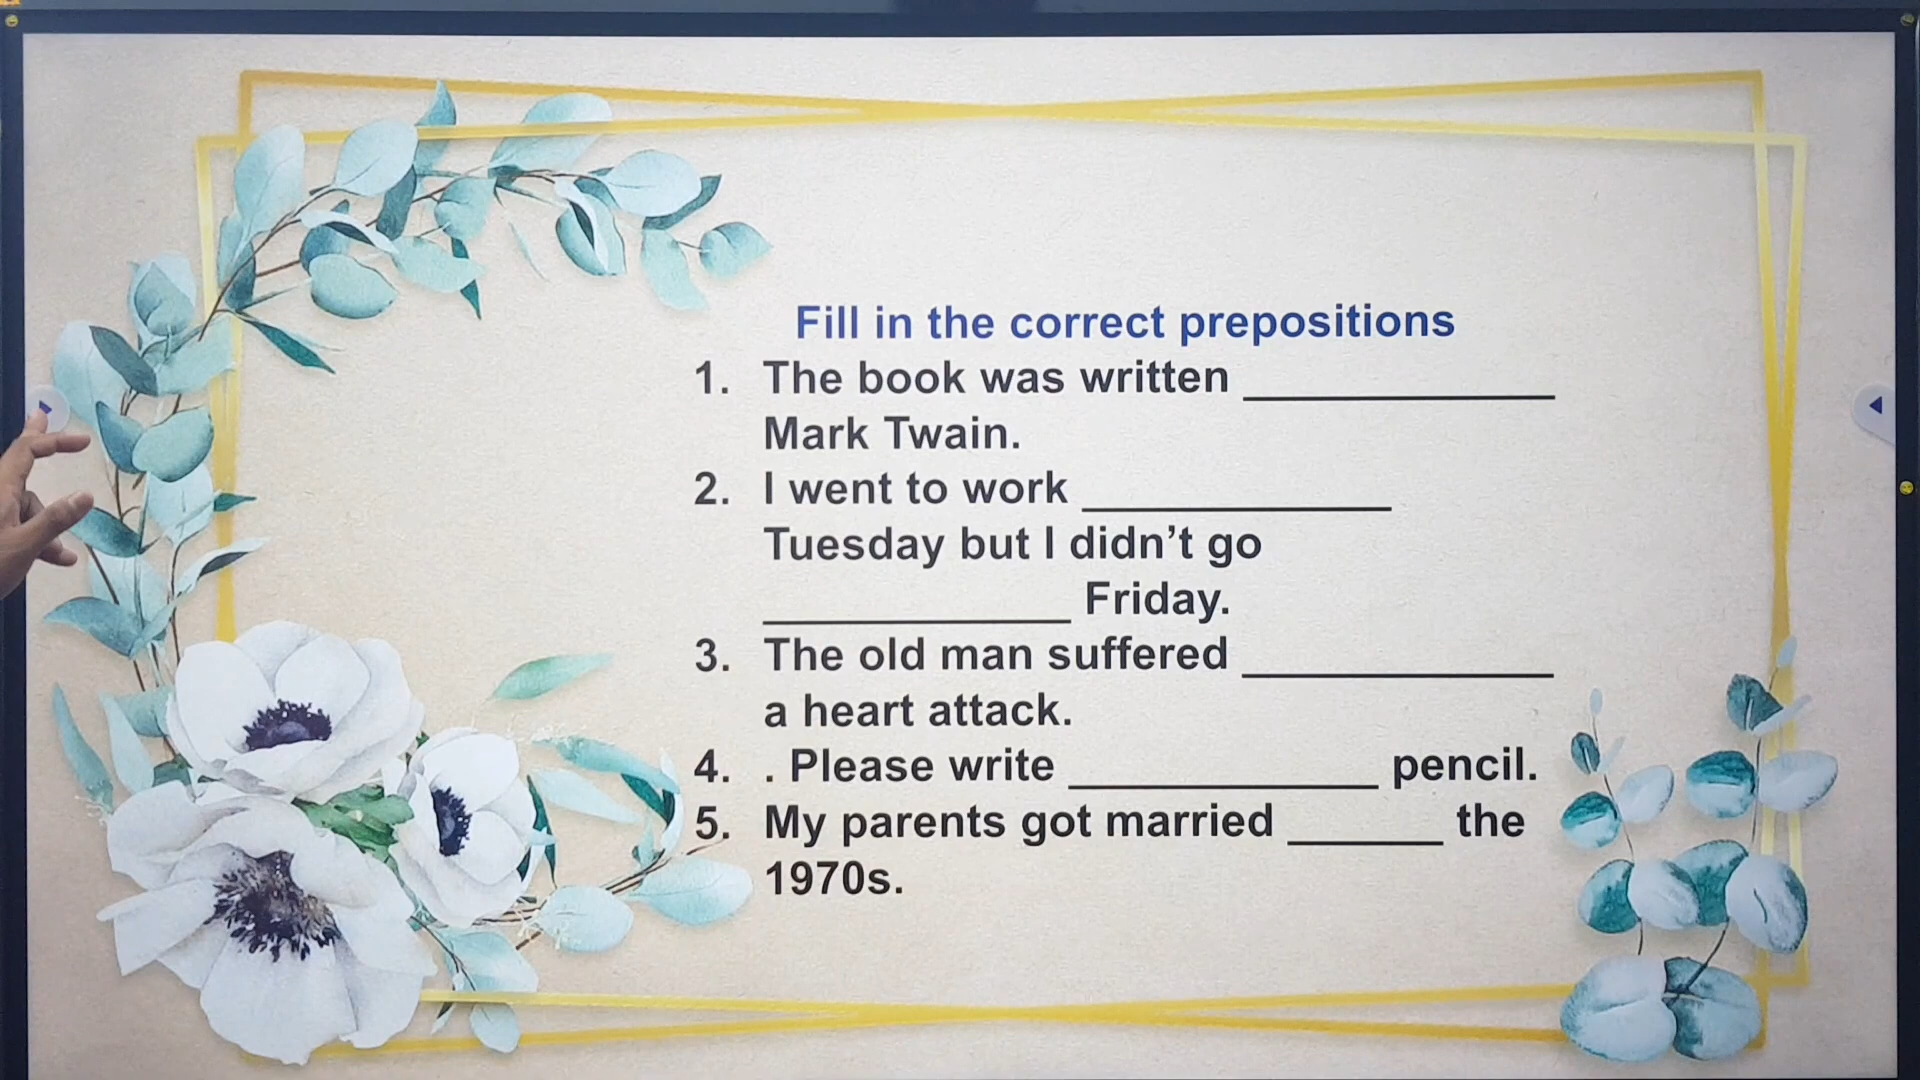 Fill in the correct prepositions
1. The book was written ____________
Mark Twain.
2. I went to work ____________
Tuesday but I didn’t go
____________ Friday.
3. The old man suffered ____________
a heart attack.
4. . Please write ____________ pencil.
5. My parents got married ______ the
1970s.